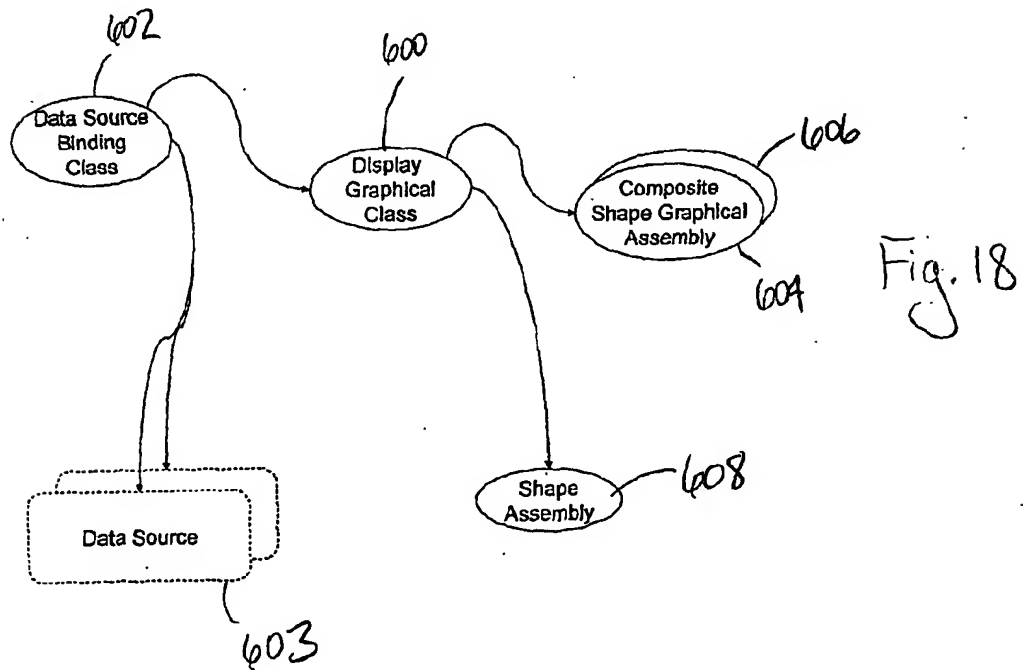 602
600
Data Source
Binding
Class
Display
Graphical
Class
606
Composite
Shape Graphical
Assembly
604
Fig. 18
Shape
Assembly
608
Data Source
603